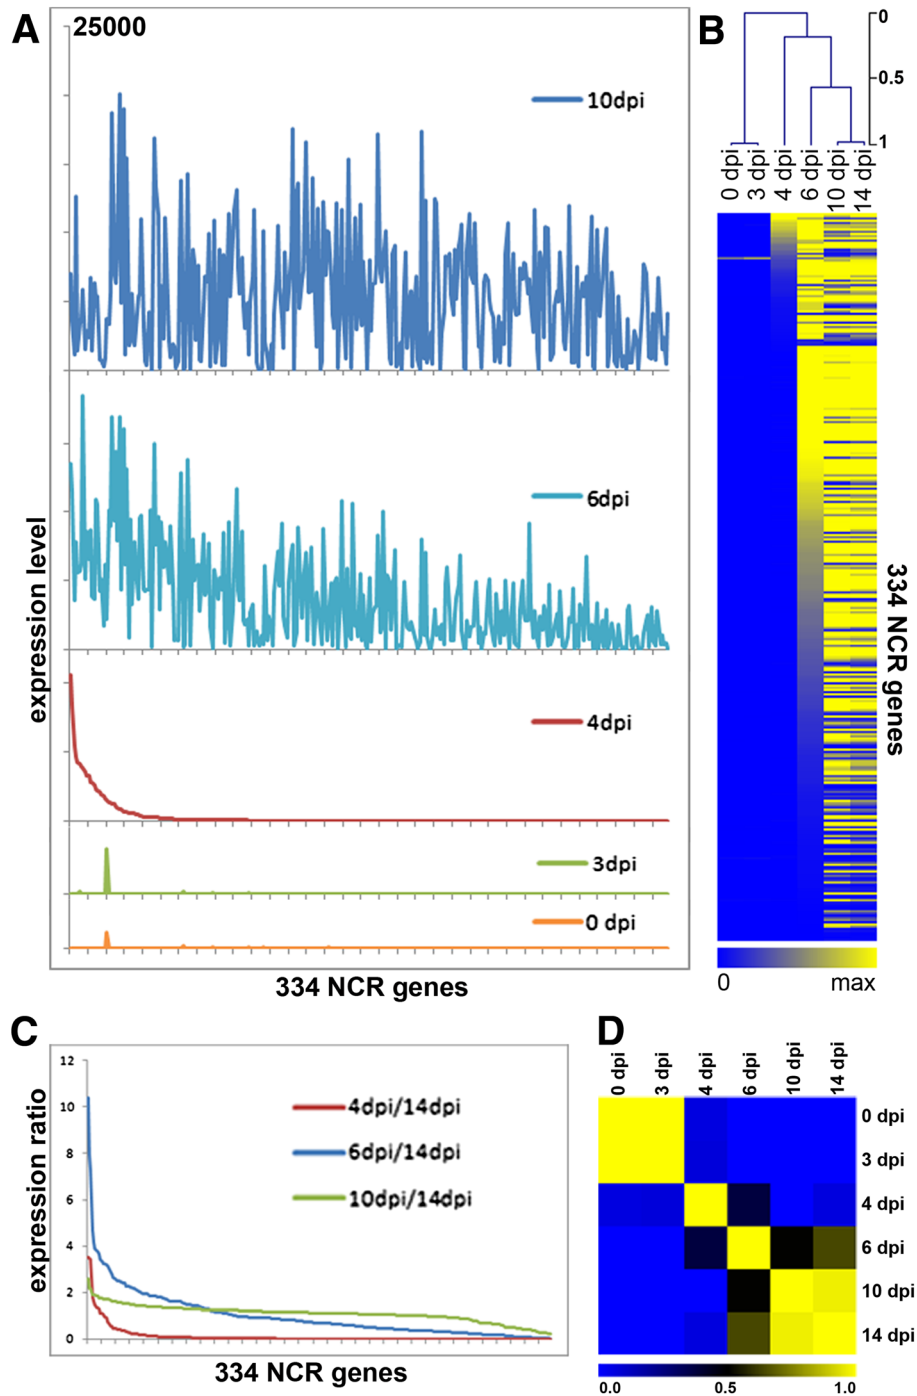 A
25000
10dpi
6dpi
4dpi
3dpi
0 dpi
expression level
334 NCR genes
B
0
0.5
1
0 dpi
3 dpi
4 dpi
6 dpi
10 dpi
14 dpi
334 NCR genes
0
max
C
12
10
8
6
4
2
0
4dpi/14dpi
6dpi/14dpi
10dpi/14dpi
expression ratio
334 NCR genes
D
0 dpi
3 dpi
4 dpi
6 dpi
10 dpi
14 dpi
0 dpi
3 dpi
4 dpi
6 dpi
10 dpi
14 dpi
0.0
0.5
1.0